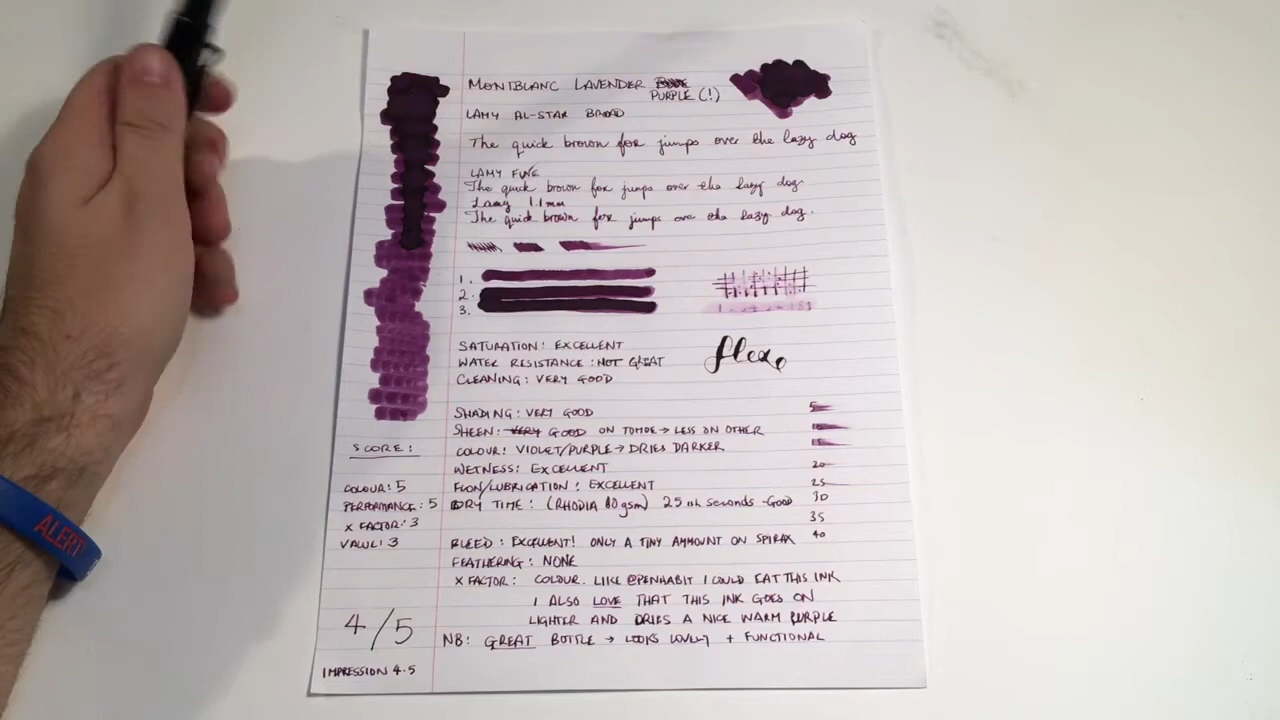 MONTBLANC LAVENDER
PURPLE (!)
LAMY AL-STAR BROAD
The quick brown fox jumps over the lazy dog
LAMY FINE
The quick brown fox jumps over the lazy dog.
Lamy 1.1mm
The quick brown fox jumps over the lazy dog.
1.
2.
3.
SATURATION: EXCELLENT
flex
WATER RESISTANCE: NOT GREAT
CLEANING: VERY GOOD
SHADING: VERY GOOD
5
SHEEN: VERY GOOD ON TOMOE → LESS ON OTHER
10
COLOUR: VIOLET/PURPLE → DRIES DARKER
15
WETNESS: EXCELLENT
20
FLOW/LUBRICATION: EXCELLENT
25
DRY TIME: (RHODIA 80gsm) 25 ish seconds - GOOD
30
35
BLEED: EXCELLENT! ONLY A TINY AMMOUNT ON SPIRAX
40
FEATHERING: NONE
X FACTOR: COLOUR. LIKE @PENHABIT I COULD EAT THIS INK
I ALSO LOVE THAT THIS INK GOES ON
LIGHTER AND DRIES A NICE WARM PURPLE
NB: GREAT BOTTLE → LOOKS LOVELY + FUNCTIONAL
SCORE:
COLOUR: 5
PERFORMANCE: 5
X FACTOR: 3
VALUE: 3
4/5
IMPRESSION 4.5
ALERT